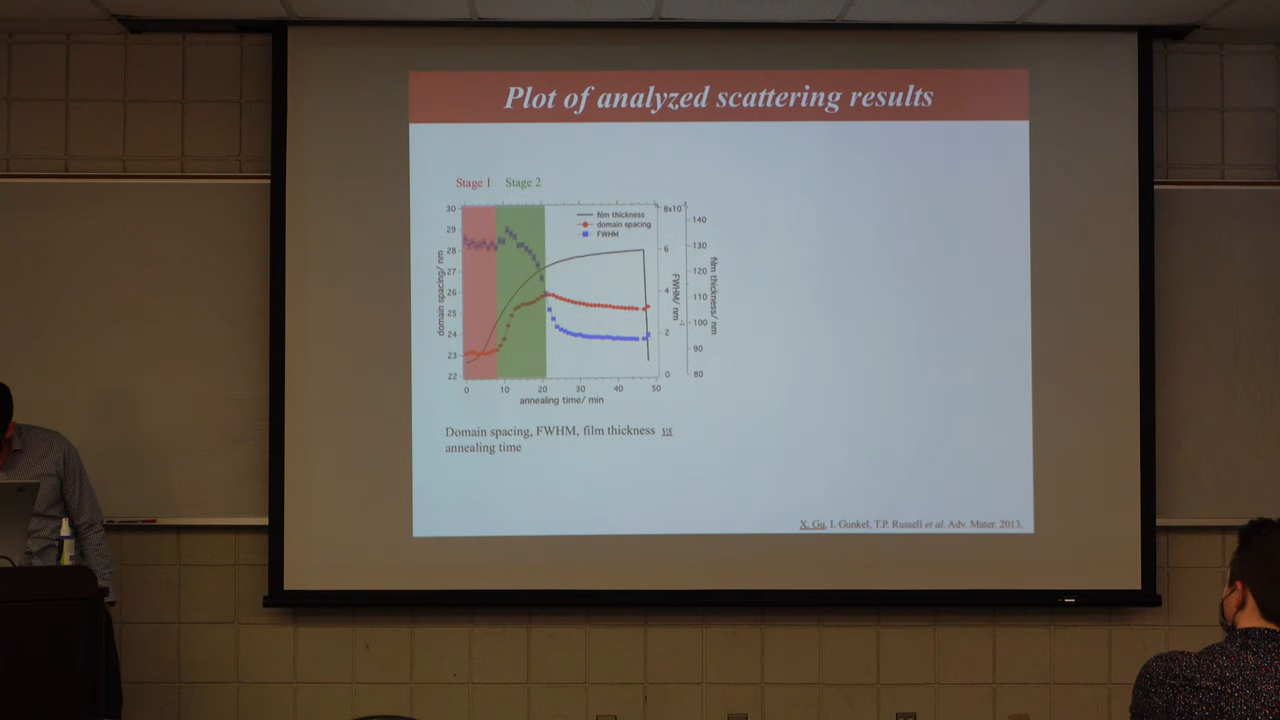 Plot of analyzed scattering results
Stage 1 Stage 2
30
29
28
27
26
25
24
23
22
domain spacing/ nm
film thickness
domain spacing
FWHM
8x10⁻²
6
4
2
0
FWHM/ nm⁻¹
140
130
120
110
100
90
80
film thickness/ nm
0 10 20 30 40 50
annealing time/ min
Domain spacing, FWHM, film thickness vs
annealing time
X. Gu, I. Gunkel, T.P. Russell et al. Adv. Mater. 2013,